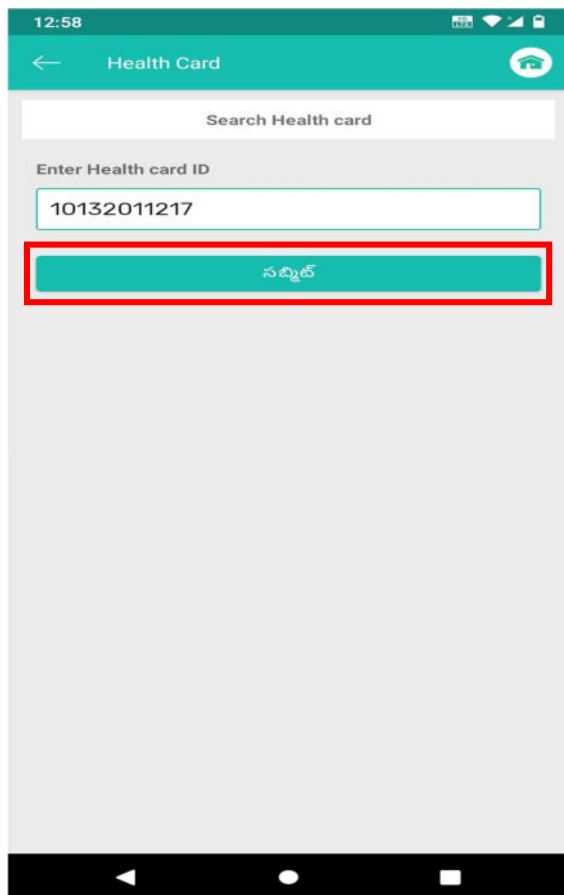 12:58
Health Card
Search Health card
Enter Health card ID
10132011217
సబ్మిట్